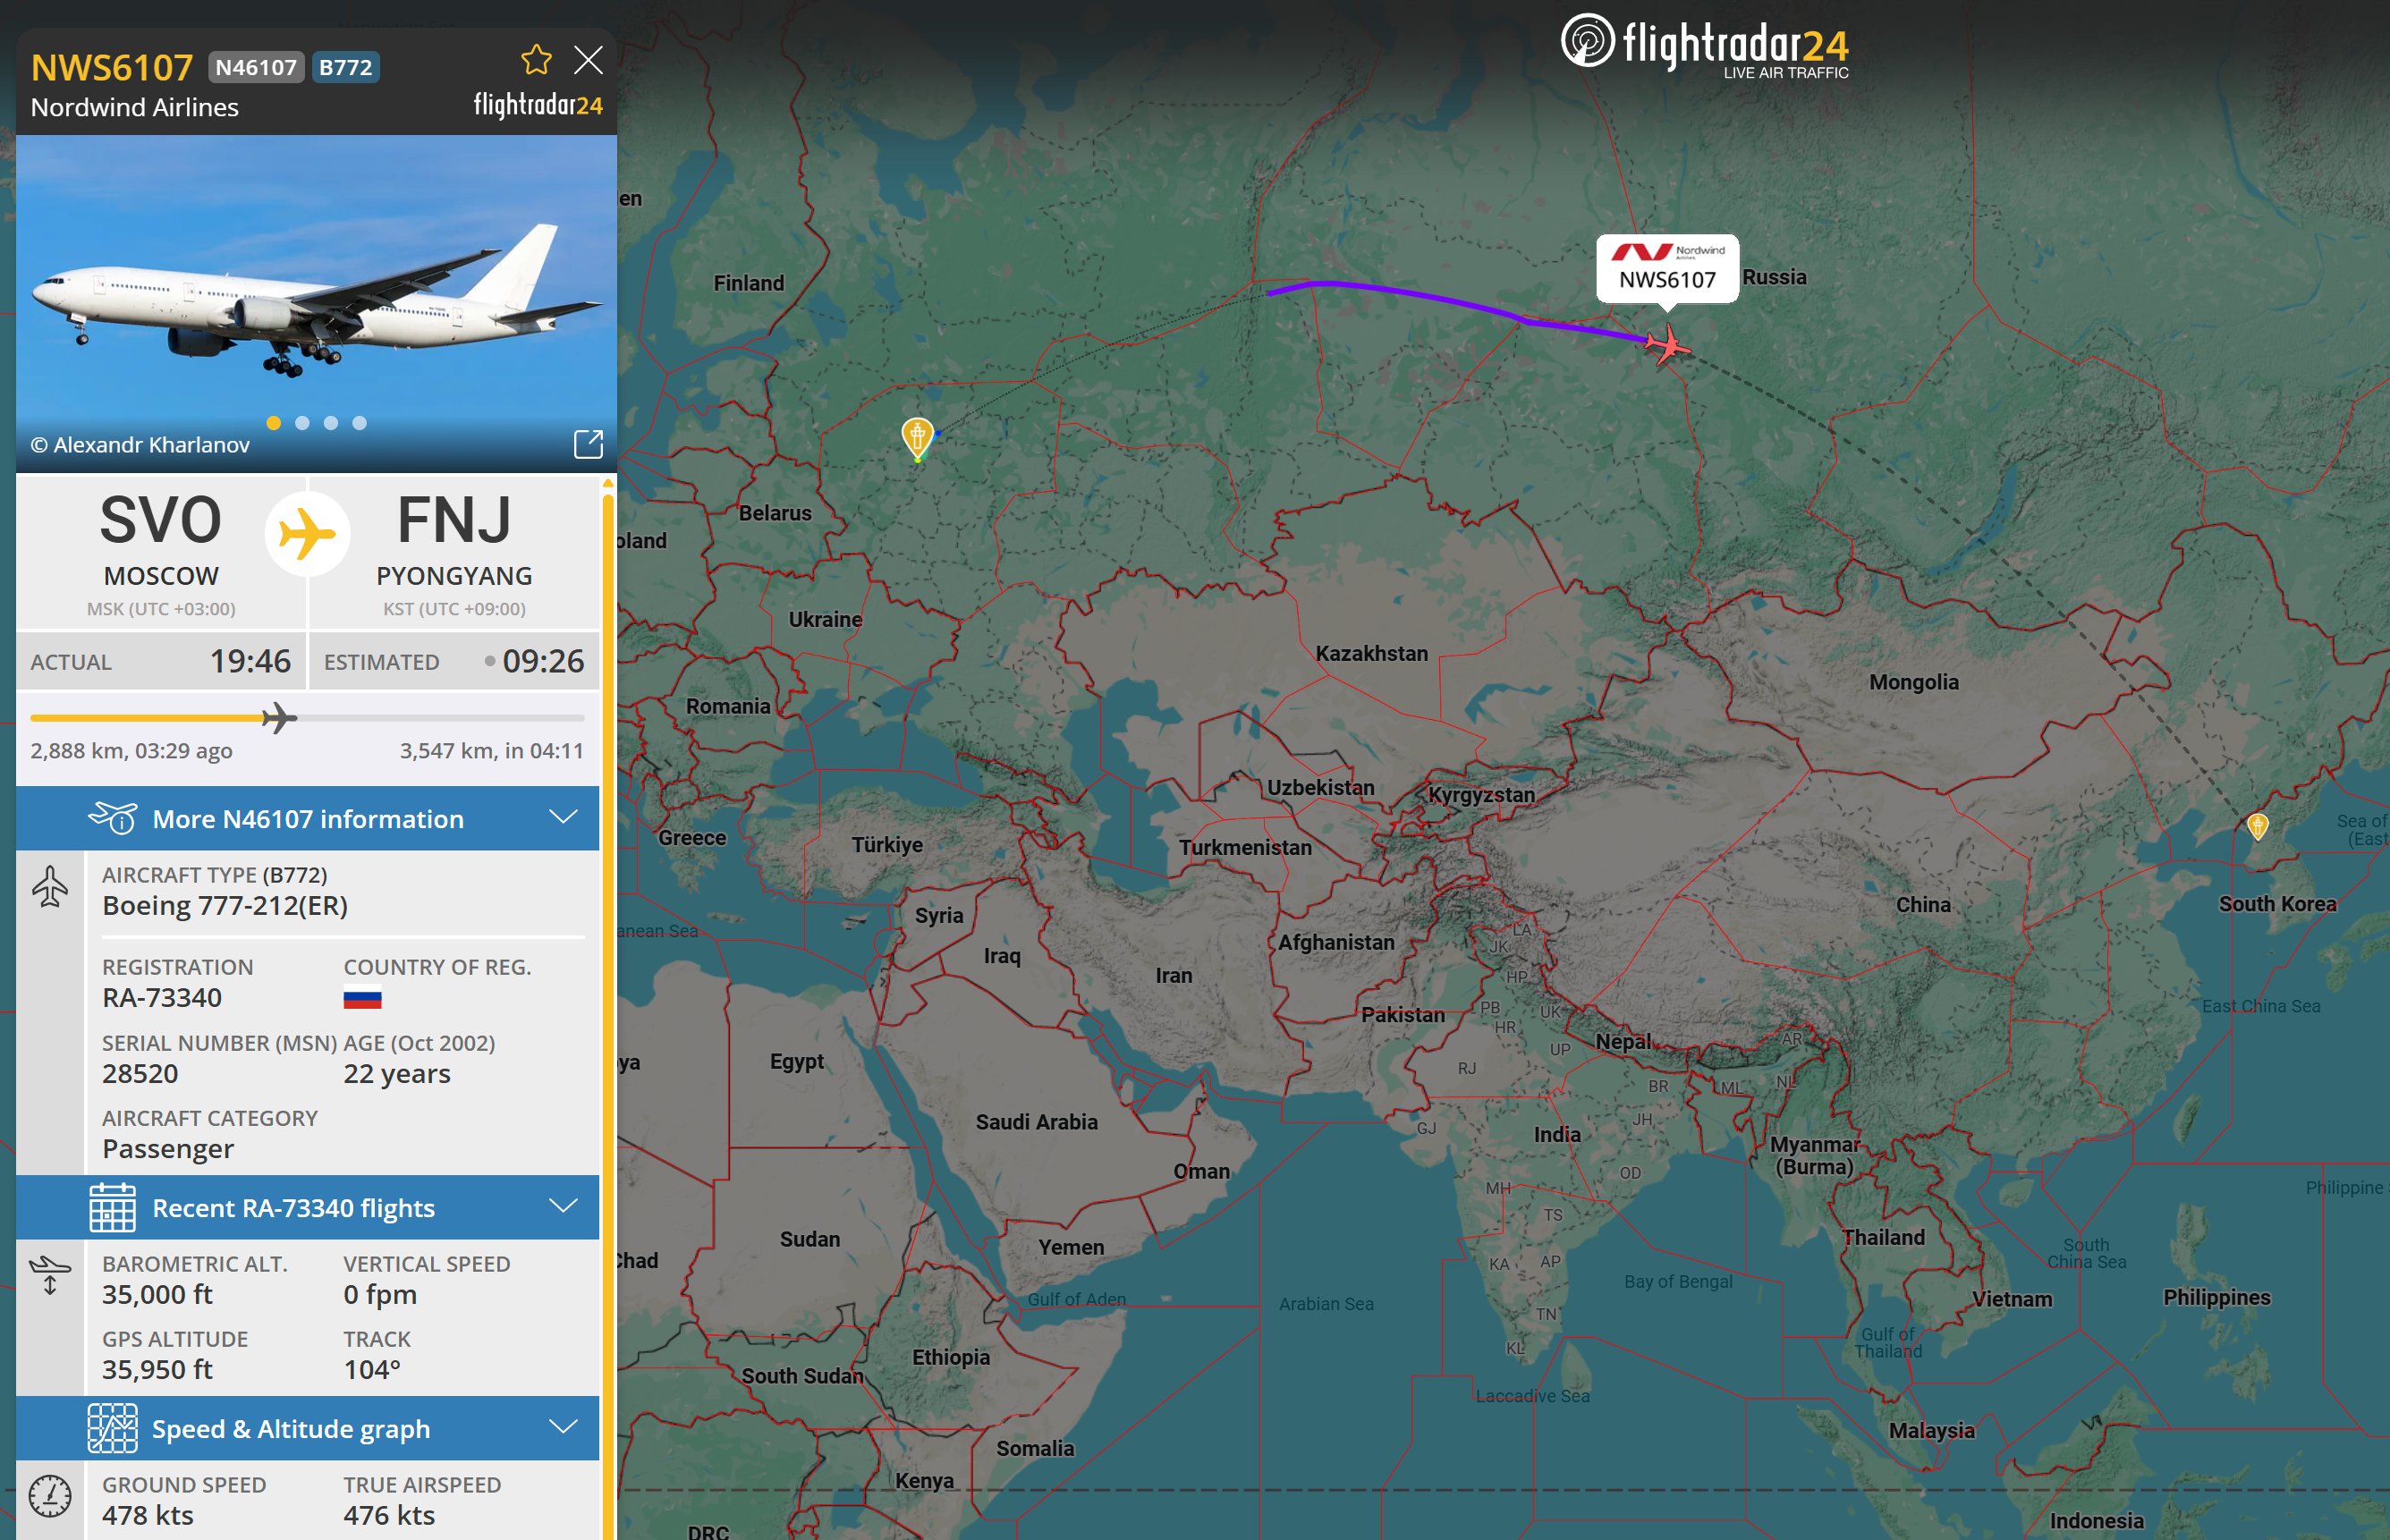 NWS6107 N46107 B772
Nordwind Airlines
flightradar24
© Alexandr Kharlanov
SVO
MOSCOW
MSK (UTC +03:00)
FNJ
PYONGYANG
KST (UTC +09:00)
ACTUAL 19:46
ESTIMATED 09:26
2,888 km, 03:29 ago
3,547 km, in 04:11
More N46107 information
AIRCRAFT TYPE (B772)
Boeing 777-212(ER)
REGISTRATION
RA-73340
COUNTRY OF REG.
SERIAL NUMBER (MSN)
28520
AGE (Oct 2002)
22 years
AIRCRAFT CATEGORY
Passenger
Recent RA-73340 flights
BAROMETRIC ALT.
35,000 ft
VERTICAL SPEED
0 fpm
GPS ALTITUDE
35,950 ft
TRACK
104°
Speed & Altitude graph
GROUND SPEED
478 kts
TRUE AIRSPEED
476 kts
flightradar24
LIVE AIR TRAFFIC
Nordwind
Airlines
NWS6107
Russia
en
Finland
Belarus
oland
Ukraine
Kazakhstan
Mongolia
Romania
Uzbekistan
Kyrgyzstan
Greece
Türkiye
Turkmenistan
Sea of
(East
South Korea
China
Syria
anean Sea
Iraq
Iran
Afghanistan
LA
JK
HP
Pakistan
PB
UK
HR
East China Sea
Nepal
AR
UP
Egypt
ya
RJ
BR
ML
NL
Saudi Arabia
GJ
India
JH
Myanmar
(Burma)
Oman
OD
MH
Philippine
TS
Sudan
Yemen
Thailand
South
China Sea
had
KA
AP
Bay of Bengal
Gulf of Aden
Arabian Sea
Vietnam
Philippines
TN
Gulf of
Thailand
KL
Ethiopia
South Sudan
Laccadive Sea
Malaysia
Somalia
Kenya
Indonesia
DRC